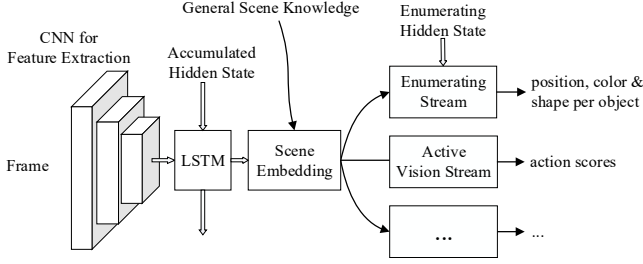 General Scene Knowledge
Enumerating
Hidden State
CNN for
Feature Extraction
Accumulated
Hidden State
Enumerating
Stream
position, color &
shape per object
Frame
LSTM
Scene
Embedding
Active
Vision Stream
action scores
...
...